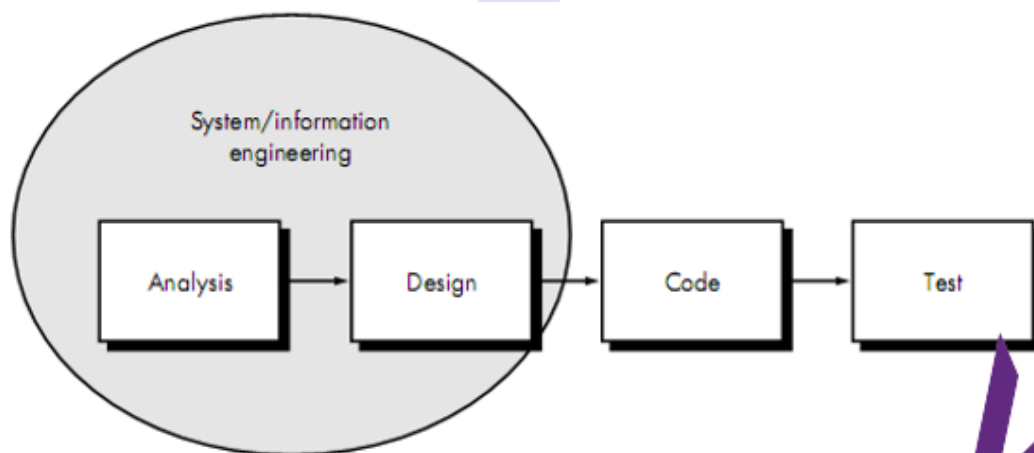 System/information
engineering
Analysis
Design
Code
Test